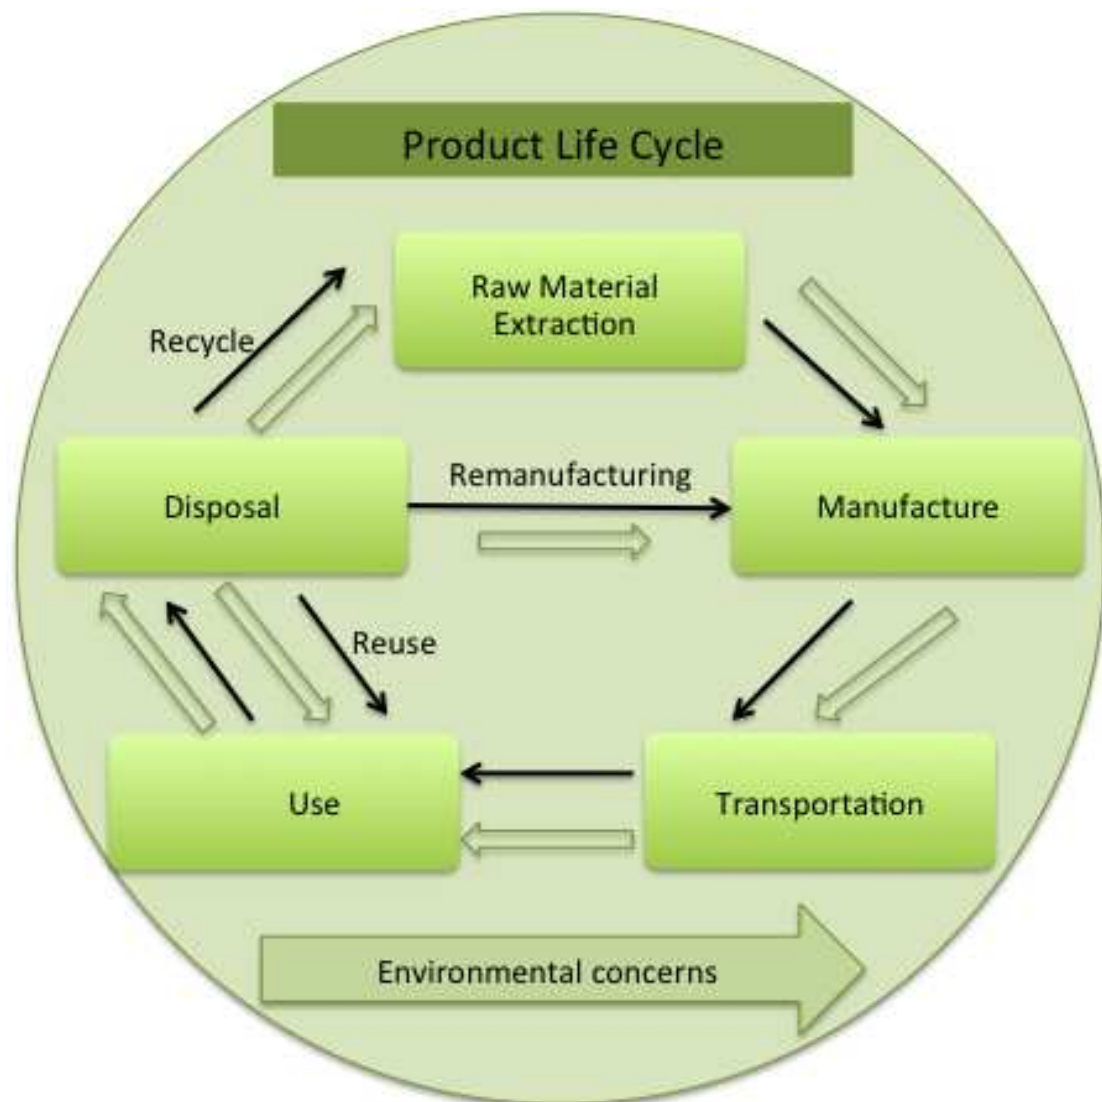 Product Life Cycle
Raw Material
Extraction
Recycle
Remanufacturing
Disposal
Manufacture
Reuse
Use
Transportation
Environmental concerns